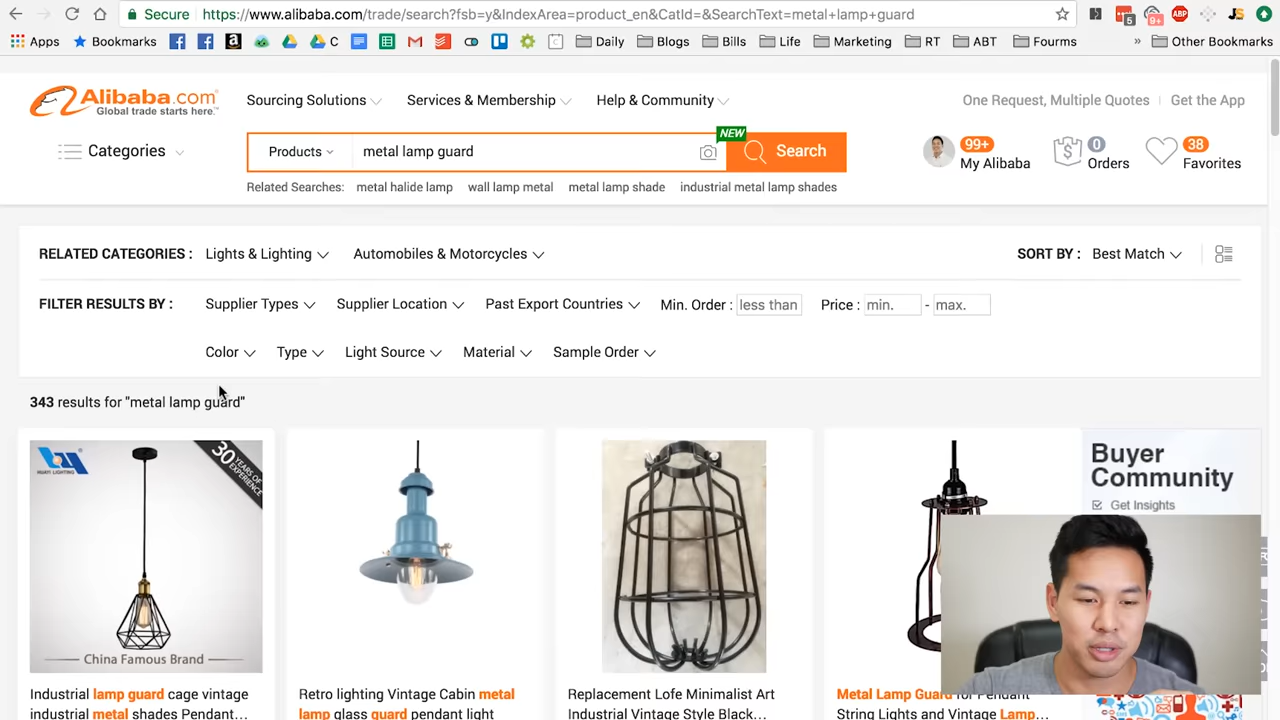 Secure https://www.alibaba.com/trade/search?fsb=y&IndexArea=product_en&CatId=&SearchText=metal+lamp+guard
5 9+ ABP JS
Apps Bookmarks C Daily Blogs Bills Life Marketing RT ABT Fourms » Other Bookmarks
Alibaba.com
Global trade starts here.™
Sourcing Solutions Services & Membership Help & Community One Request, Multiple Quotes Get the App
Categories Products metal lamp guard NEW Search 99+ My Alibaba 0 Orders 38 Favorites
Related Searches: metal halide lamp wall lamp metal metal lamp shade industrial metal lamp shades
RELATED CATEGORIES : Lights & Lighting Automobiles & Motorcycles SORT BY : Best Match
FILTER RESULTS BY : Supplier Types Supplier Location Past Export Countries Min. Order : less than Price : min. - max.
Color Type Light Source Material Sample Order
343 results for "metal lamp guard"
HUAYI LIGHTING
30 YEARS OF EXPERIENCE
China Famous Brand
Buyer
Community
Get Insights
Industrial lamp guard cage vintage
industrial metal shades Pendant...
Retro lighting Vintage Cabin metal
lamp glass guard pendant light
Replacement Lofe Minimalist Art
Industrial Vintage Style Black...
Metal Lamp Guard for Pendant
String Lights and Vintage Lamp...